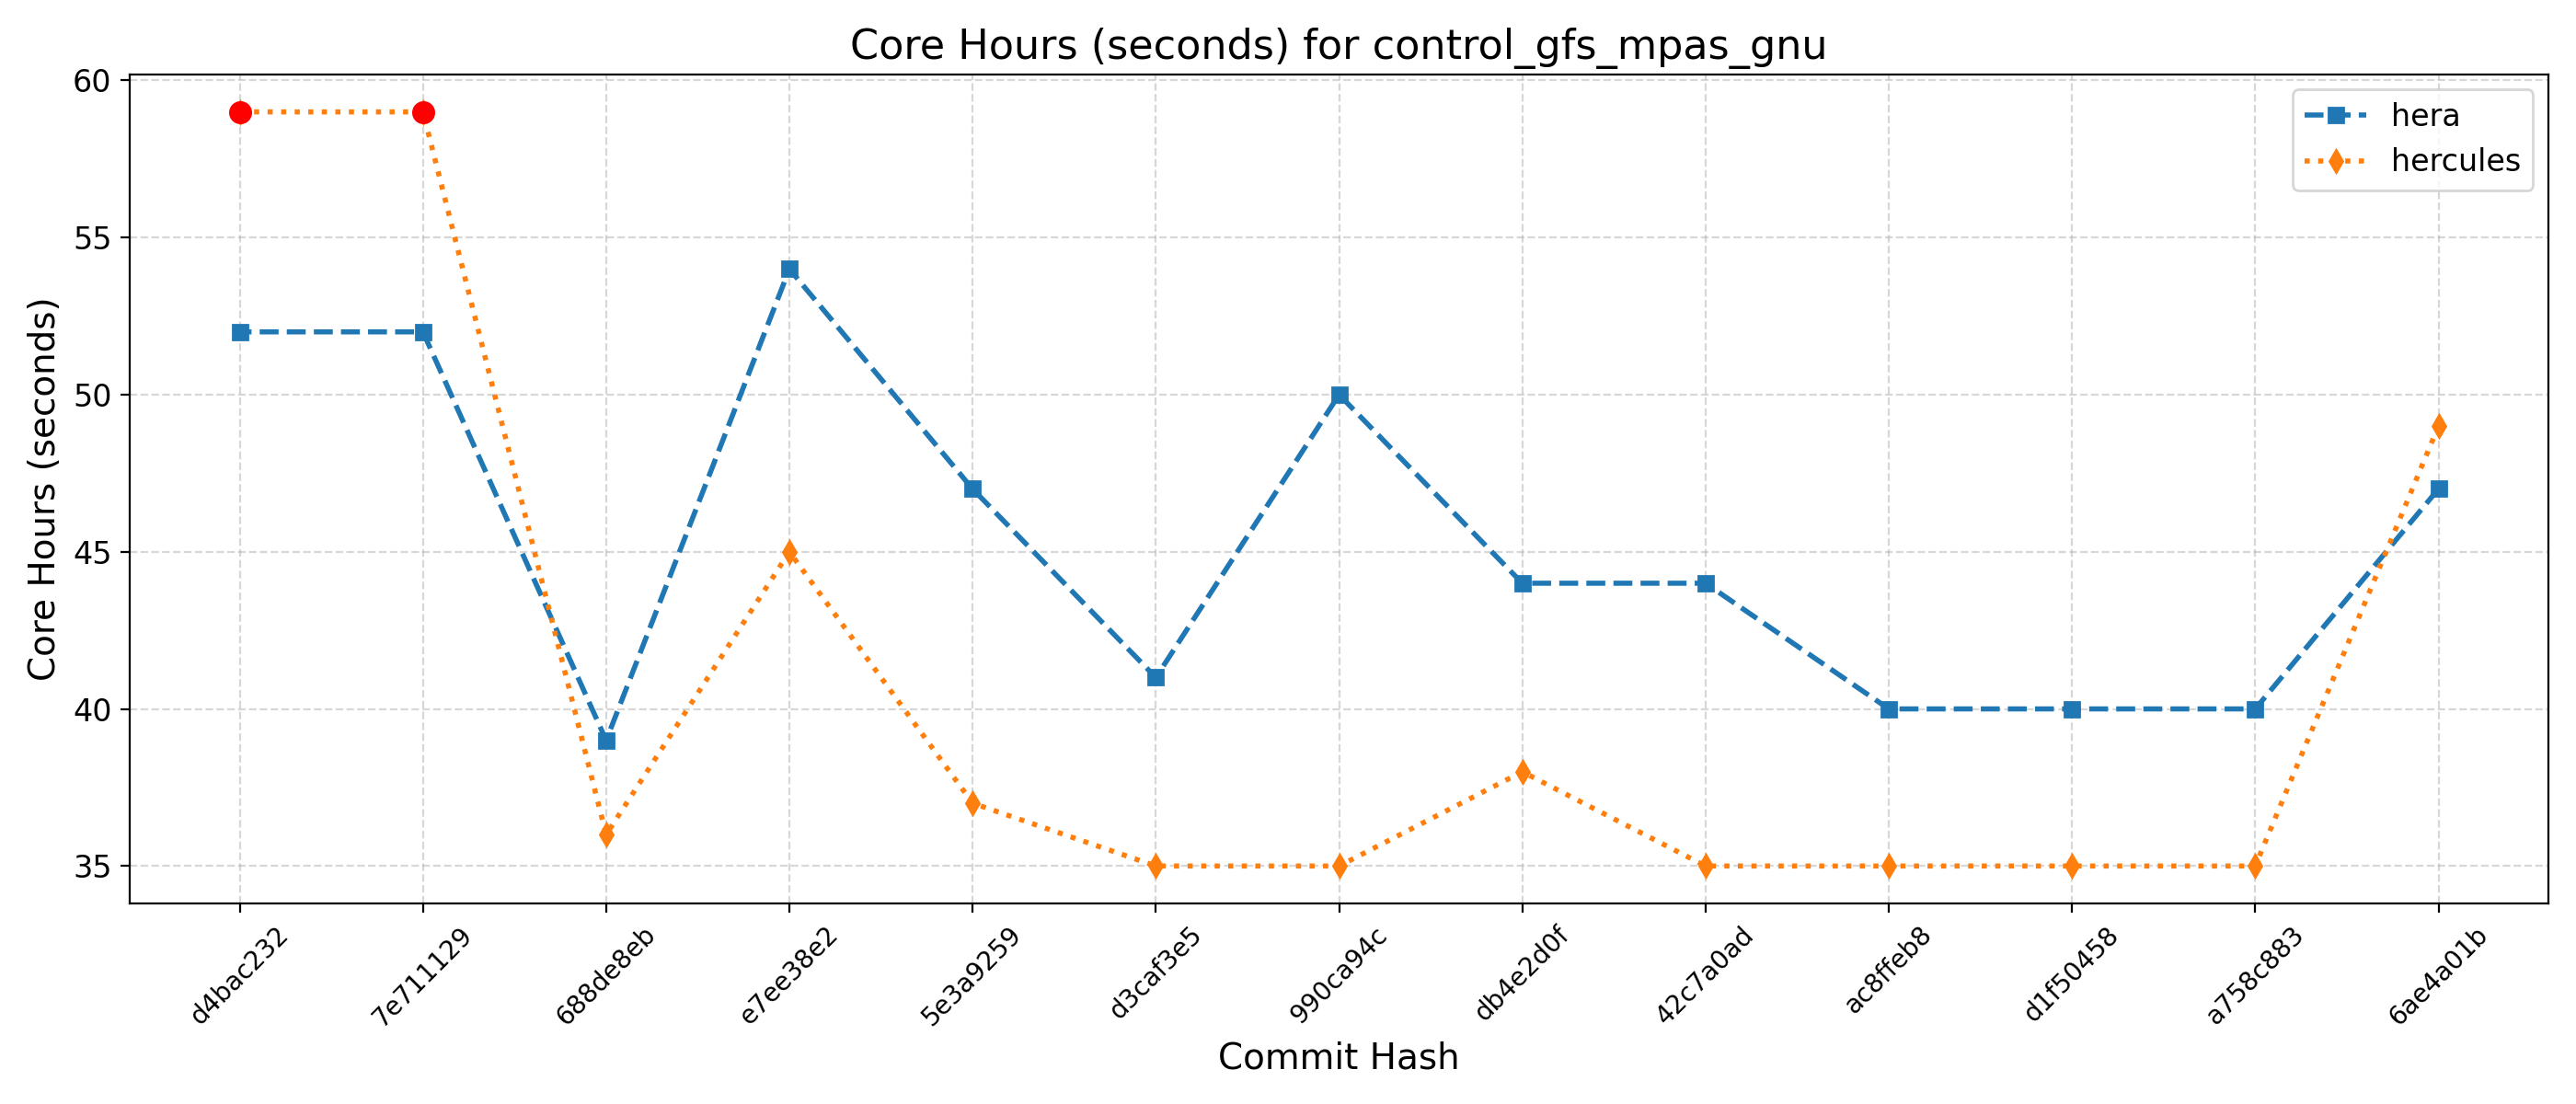 Core Hours (seconds) for control_gfs_mpas_gnu
hera
hercules
Core Hours (seconds)
60
55
50
45
40
35
d4bac232
7e711129
688de8eb
e7ee38e2
5e3a9259
d3caf3e5
990ca94c
db4e2d0f
42c7a0ad
ac8ffeb8
d1f50458
a758c883
6ae4a01b
Commit Hash